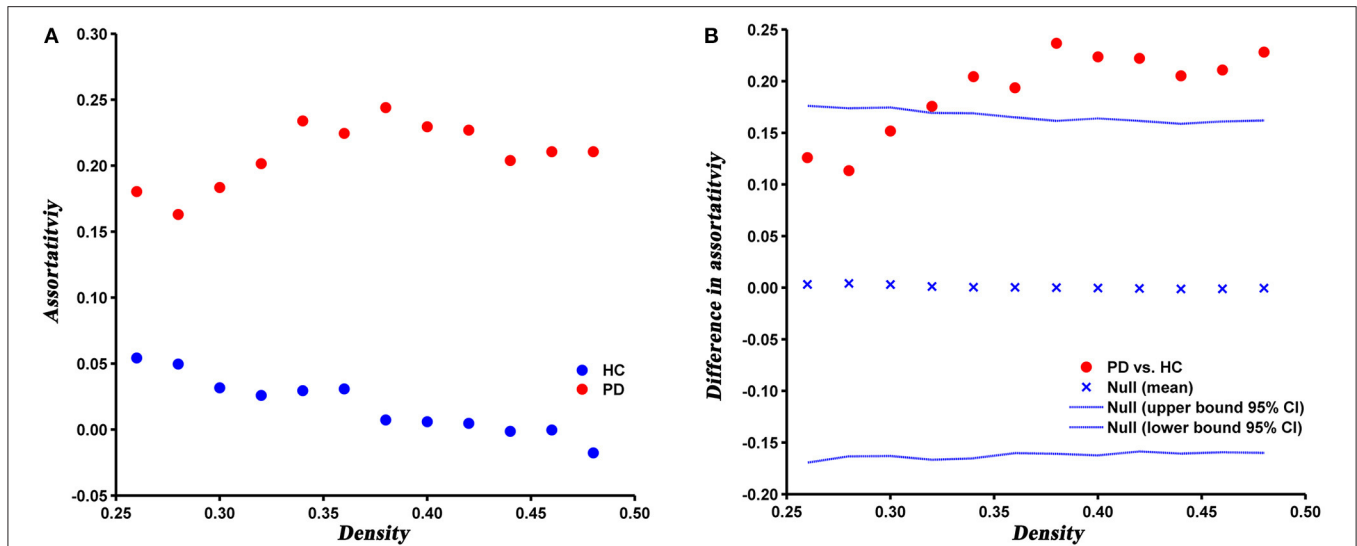 A
0.30
0.25
0.20
0.15
0.10
0.05
0.00
-0.05
Assortatitviy
HC
PD
0.25
0.30
0.35
0.40
0.45
0.50
Density
B
0.25
0.20
0.15
0.10
0.05
0.00
-0.05
-0.10
-0.15
-0.20
Difference in assortatitviy
PD vs. HC
Null (mean)
Null (upper bound 95% CI)
Null (lower bound 95% CI)
0.25
0.30
0.35
0.40
0.45
0.50
Density